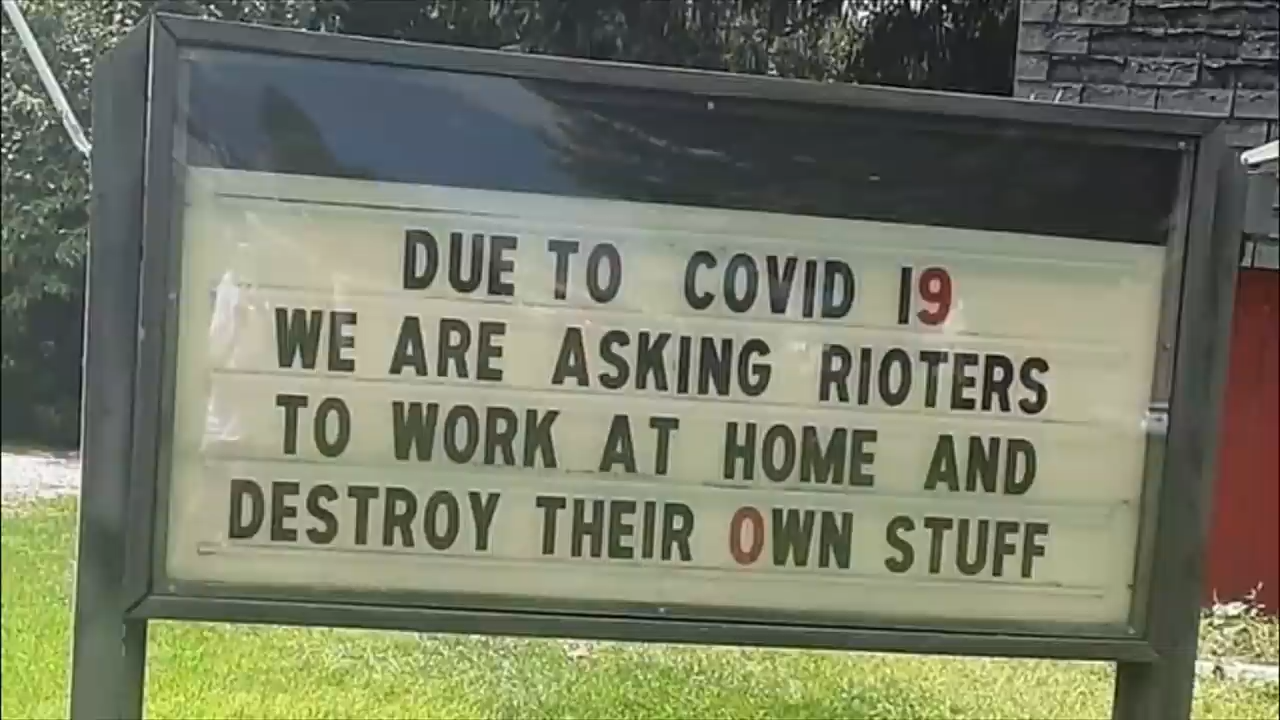 DUE TO COVID 19
WE ARE ASKING RIOTERS
TO WORK AT HOME AND
DESTROY THEIR OWN STUFF